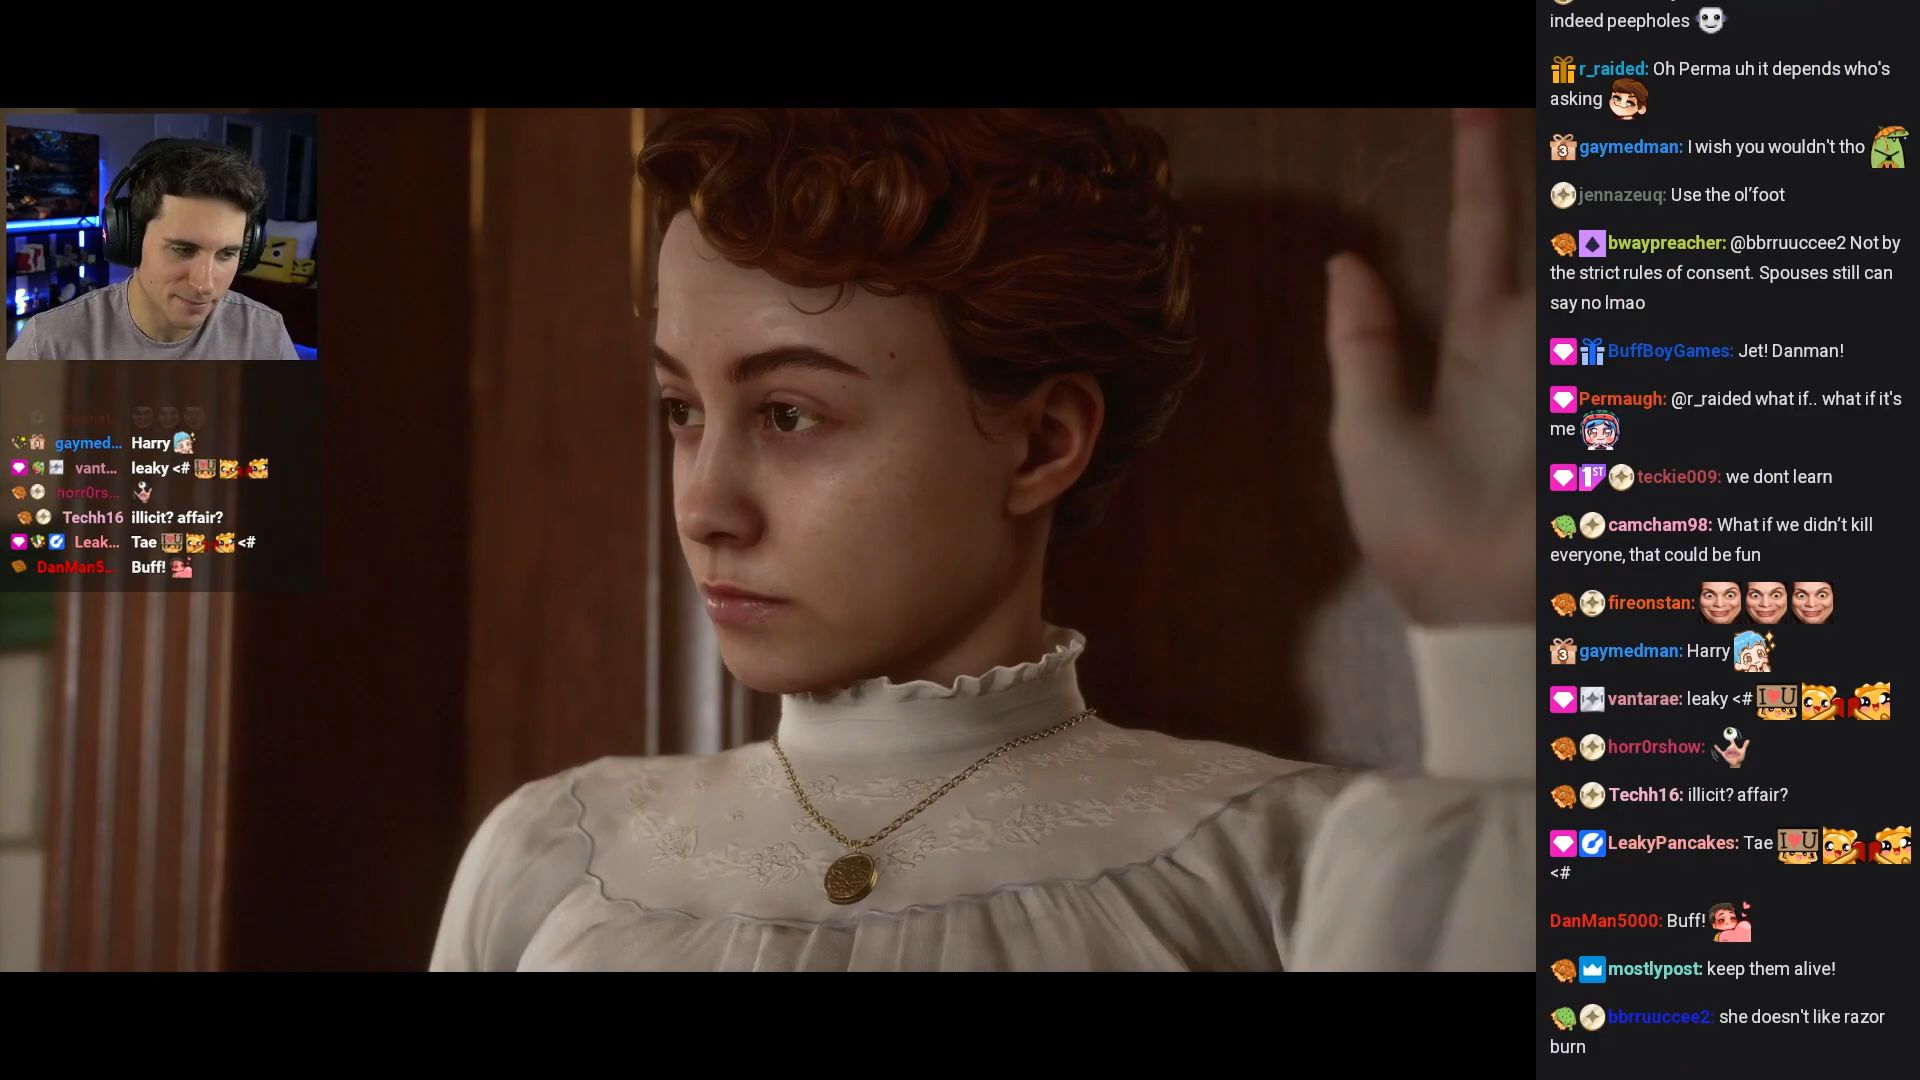 gaymed... Harry
vant... leaky <# I U
horr0rs...
Techh16 illicit? affair?
Leak... Tae I U <#
DanMan5... Buff!
indeed peepholes
r_raided: Oh Perma uh it depends who's
asking
3 gaymedman: I wish you wouldn't tho
jennazeuq: Use the ol’foot
bwaypreacher: @bbrruuccee2 Not by
the strict rules of consent. Spouses still can
say no lmao
BuffBoyGames: Jet! Danman!
Permaugh: @r_raided what if.. what if it's
me
1ST teckie009: we dont learn
camcham98: What if we didn’t kill
everyone, that could be fun
fireonstan:
3 gaymedman: Harry
vantarae: leaky <# I U
horr0rshow:
Techh16: illicit? affair?
LeakyPancakes: Tae I U
<#
DanMan5000: Buff!
mostlypost: keep them alive!
bbrruuccee2: she doesn't like razor
burn